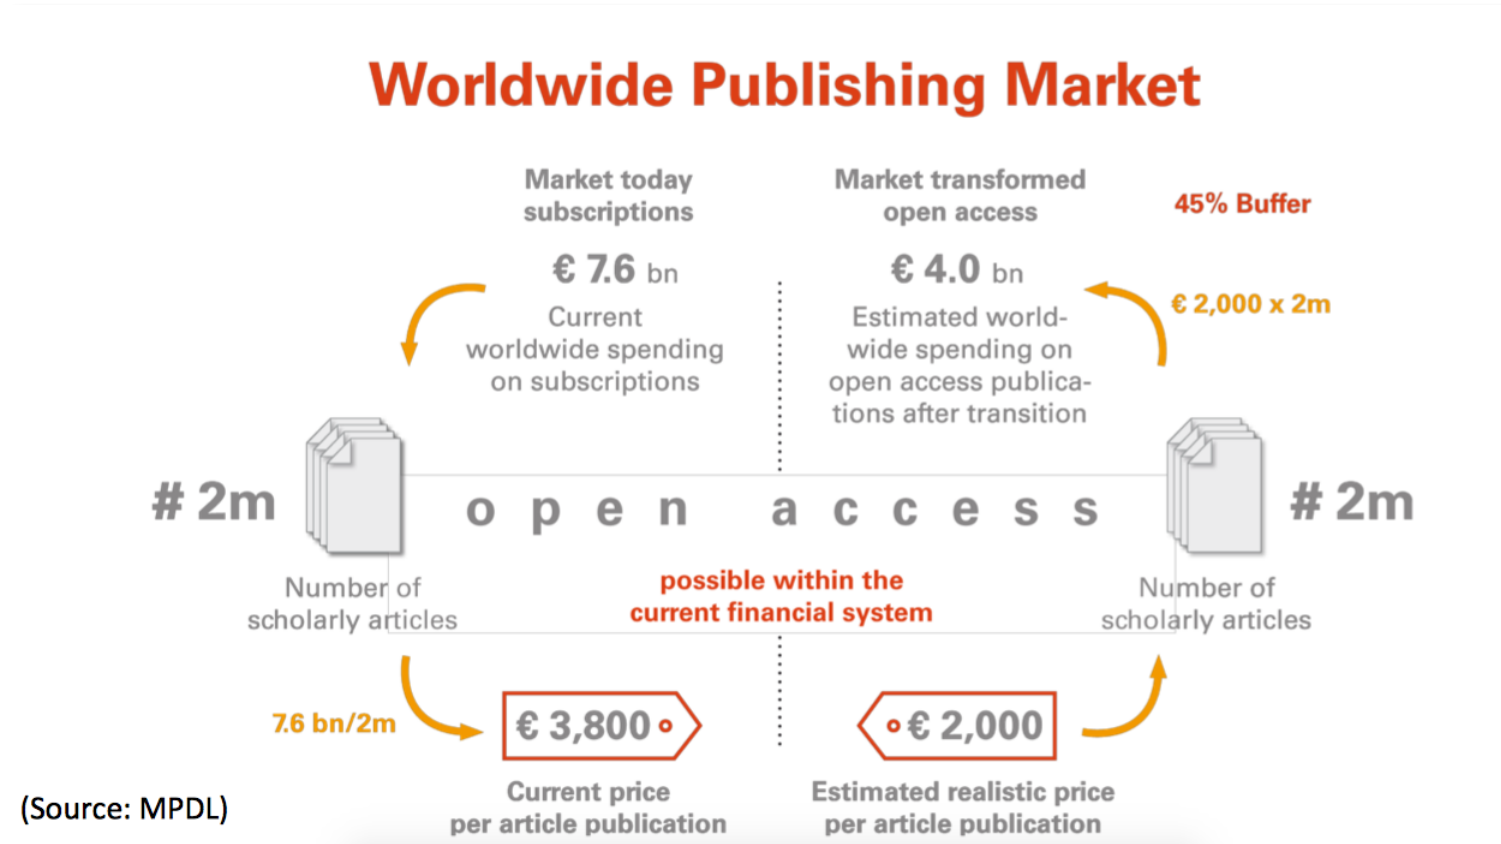 Worldwide Publishing Market
Market today
subscriptions
€ 7.6 bn
Current
worldwide spending
on subscriptions
Market transformed
open access
€ 4.0 bn
Estimated world-
wide spending on
open access publica-
tions after transition
45% Buffer
€ 2,000 x 2m
# 2m
Number of
scholarly articles
open access
possible within the
current financial system
# 2m
Number of
scholarly articles
7.6 bn/2m
€ 3,800
Current price
per article publication
€ 2,000
Estimated realistic price
per article publication
(Source: MPDL)